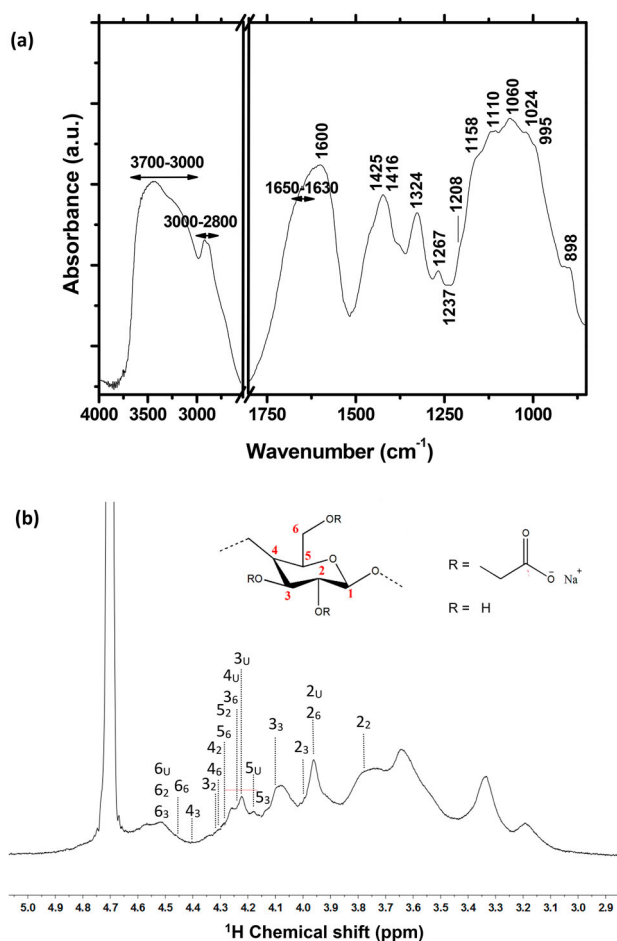 (a)
Absorbance (a.u.)
3700-3000
3000-2800
1650-1630
1600
1425
1416
1324
1267
1237
1208
1158
1110
1060
1024
995
898
4000 3500 3000 1750 1500 1250 1000
Wavenumber (cm⁻¹)
(b)
OR
6
4
5
O
RO
2
O
3
OR
1
R =
O
O⁻ Na⁺
R = H
6U
62
63
66
43
32
46
42
56
52
36
4U
3U
5U
53
33
23
2U
26
22
5.0 4.9 4.8 4.7 4.6 4.5 4.4 4.3 4.2 4.1 4.0 3.9 3.8 3.7 3.6 3.5 3.4 3.3 3.2 3.1 3.0 2.9
¹H Chemical shift (ppm)